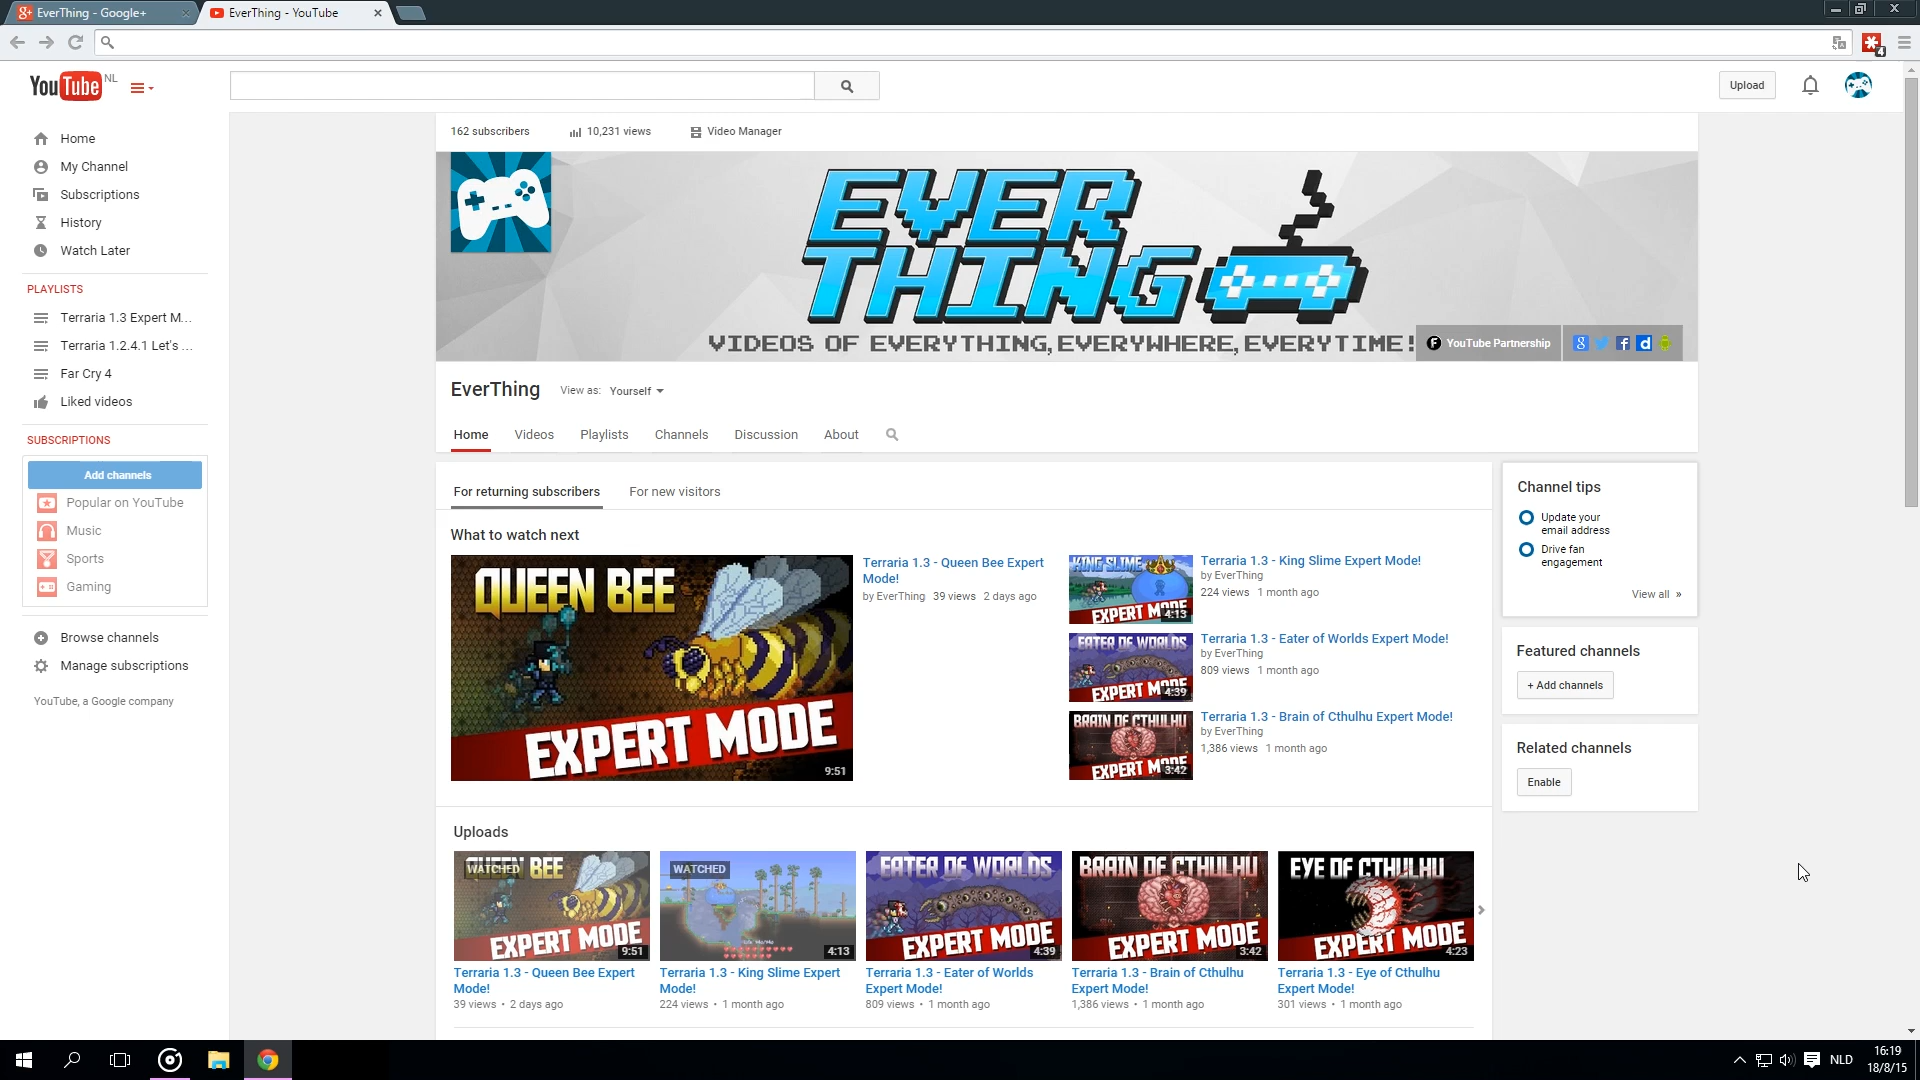 EverThing - Google+
EverThing - YouTube
YouTube NL
Upload
Home
My Channel
Subscriptions
History
Watch Later
PLAYLISTS
Terraria 1.3 Expert M...
Terraria 1.2.4.1 Let's ...
Far Cry 4
Liked videos
SUBSCRIPTIONS
Add channels
Popular on YouTube
Music
Sports
Gaming
Browse channels
Manage subscriptions
YouTube, a Google company
162 subscribers
10,231 views
Video Manager
EVER
THING
VIDEOS OF EVERYTHING, EVERYWHERE, EVERYTIME!
YouTube Partnership
EverThing
View as: Yourself
Home
Videos
Playlists
Channels
Discussion
About
For returning subscribers
For new visitors
What to watch next
QUEEN BEE
EXPERT MODE
9:51
Terraria 1.3 - Queen Bee Expert
Mode!
by EverThing 39 views 2 days ago
KING SLIME
EXPERT MODE
4:13
Terraria 1.3 - King Slime Expert Mode!
by EverThing
224 views 1 month ago
EATER OF WORLDS
EXPERT MODE
4:39
Terraria 1.3 - Eater of Worlds Expert Mode!
by EverThing
809 views 1 month ago
BRAIN OF CTHULHU
EXPERT MODE
3:42
Terraria 1.3 - Brain of Cthulhu Expert Mode!
by EverThing
1,386 views 1 month ago
Channel tips
Update your
email address
Drive fan
engagement
View all »
Featured channels
+ Add channels
Related channels
Enable
Uploads
WATCHED
QUEEN BEE
EXPERT MODE
9:51
Terraria 1.3 - Queen Bee Expert
Mode!
39 views • 2 days ago
WATCHED
4:13
Terraria 1.3 - King Slime Expert
Mode!
224 views • 1 month ago
EATER OF WORLDS
EXPERT MODE
4:39
Terraria 1.3 - Eater of Worlds
Expert Mode!
809 views • 1 month ago
BRAIN OF CTHULHU
EXPERT MODE
3:42
Terraria 1.3 - Brain of Cthulhu
Expert Mode!
1,386 views • 1 month ago
EYE OF CTHULHU
EXPERT MODE
4:23
Terraria 1.3 - Eye of Cthulhu
Expert Mode!
301 views • 1 month ago
NLD
16:19
18/8/15